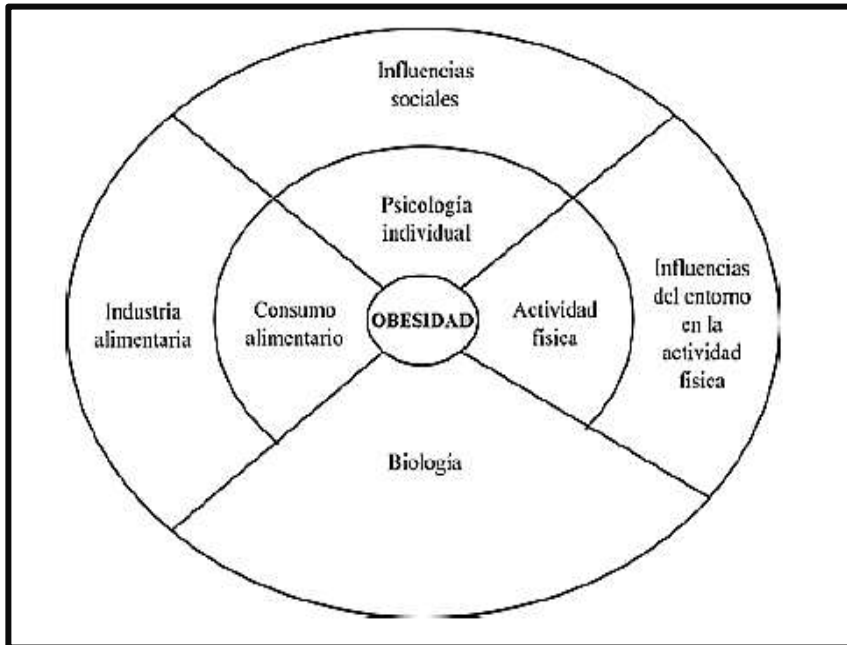 Influencias
sociales
Psicología
individual
Industria
alimentaria
Consumo
alimentario
OBESIDAD
Actividad
física
Influencias
del entorno
en la
actividad
física
Biología